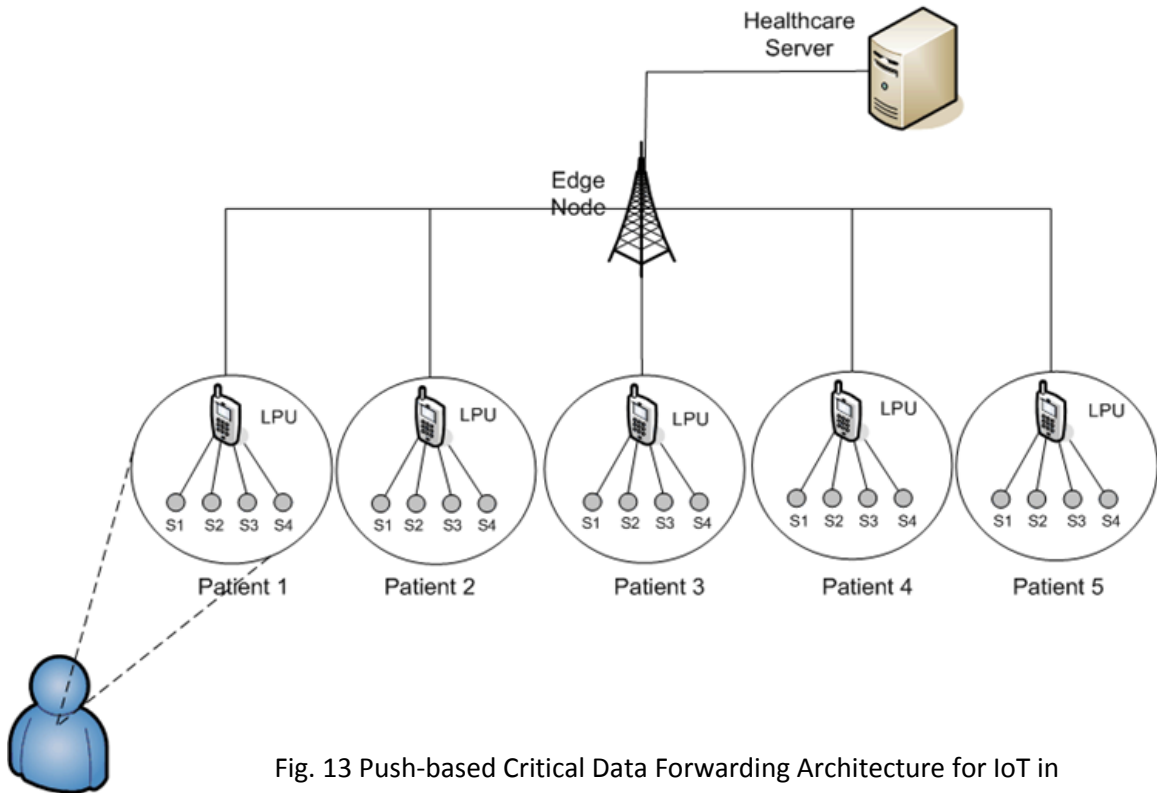 Healthcare
Server
Edge
Node
LPU
LPU
LPU
LPU
LPU
S1 S2 S3 S4
S1 S2 S3 S4
S1 S2 S3 S4
S1 S2 S3 S4
S1 S2 S3 S4
Patient 1
Patient 2
Patient 3
Patient 4
Patient 5
Fig. 13 Push-based Critical Data Forwarding Architecture for IoT in